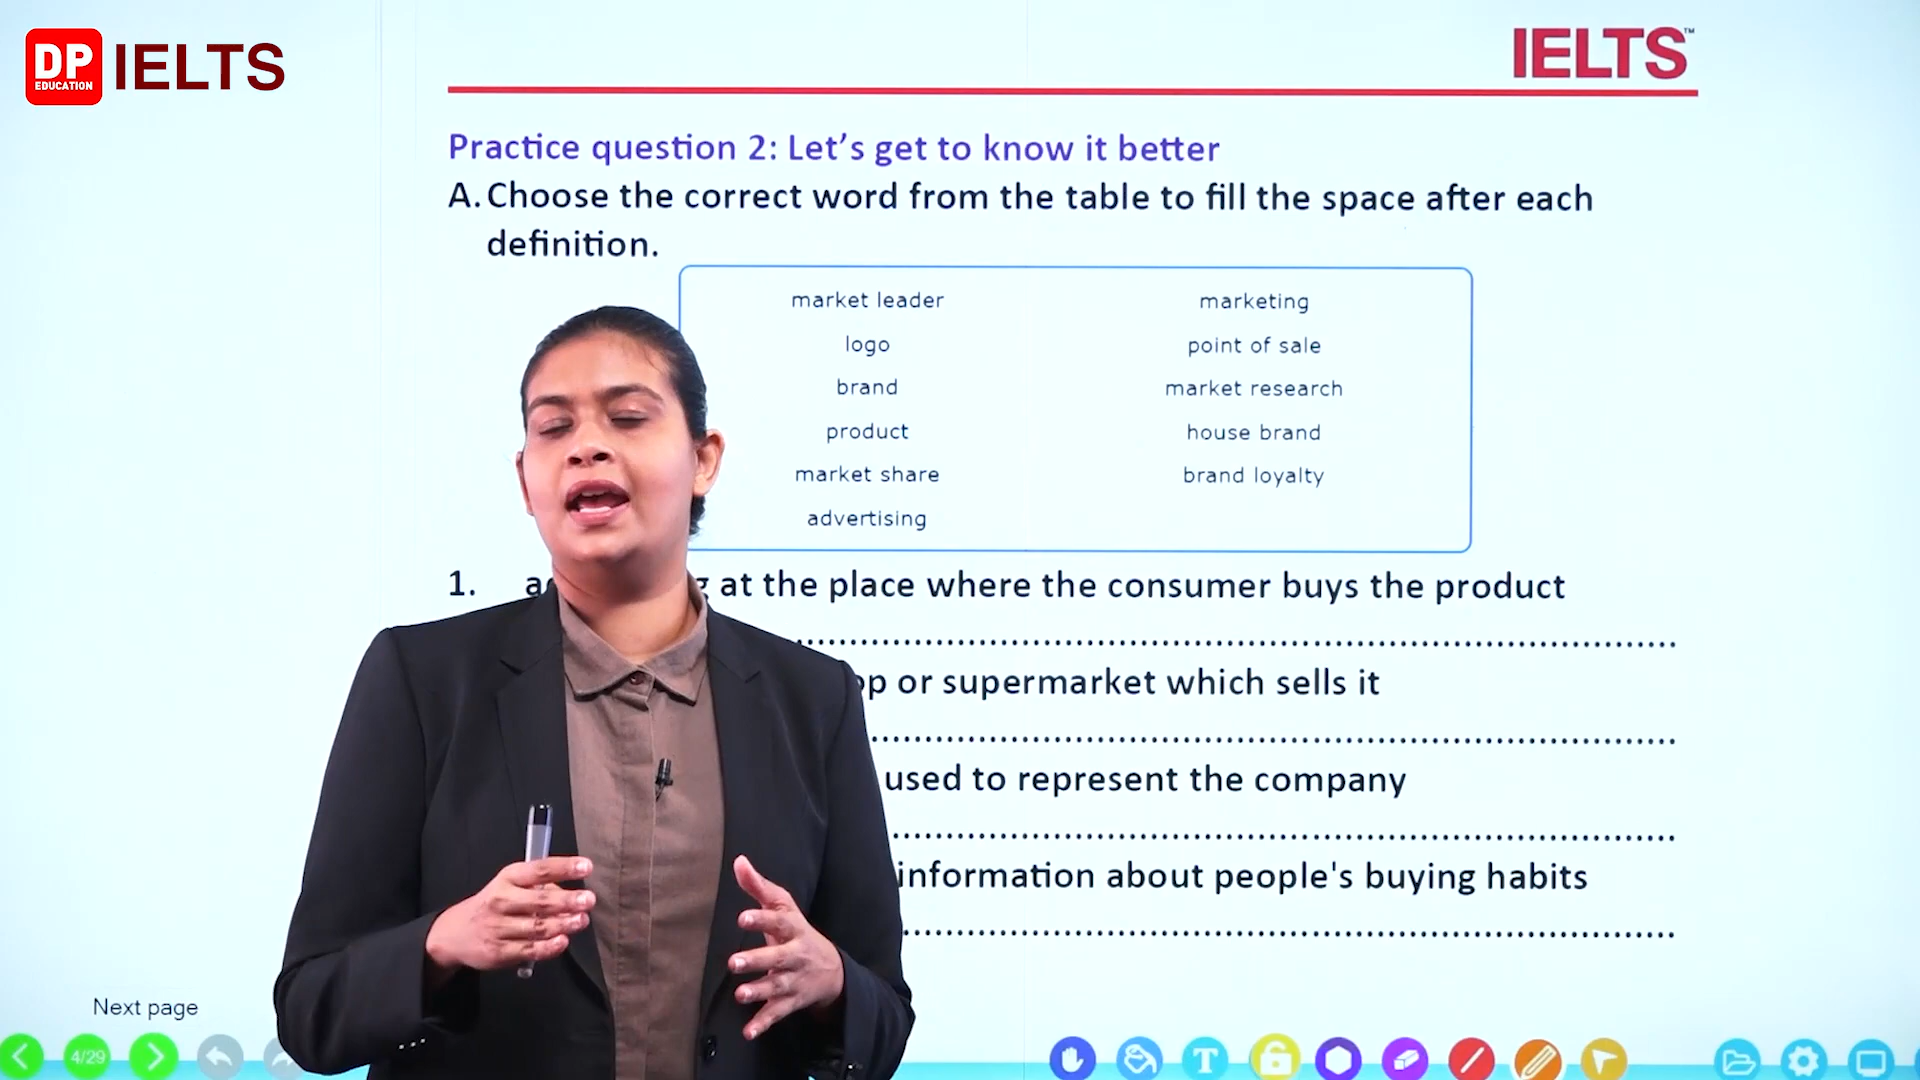 DP
EDUCATION
IELTS
IELTS™
Practice question 2: Let's get to know it better
A. Choose the correct word from the table to fill the space after each
definition.
market leader marketing
logo point of sale
brand market research
product house brand
market share brand loyalty
advertising
1. at the place where the consumer buys the product
or supermarket which sells it
used to represent the company
information about people's buying habits
Next page
4/29
T